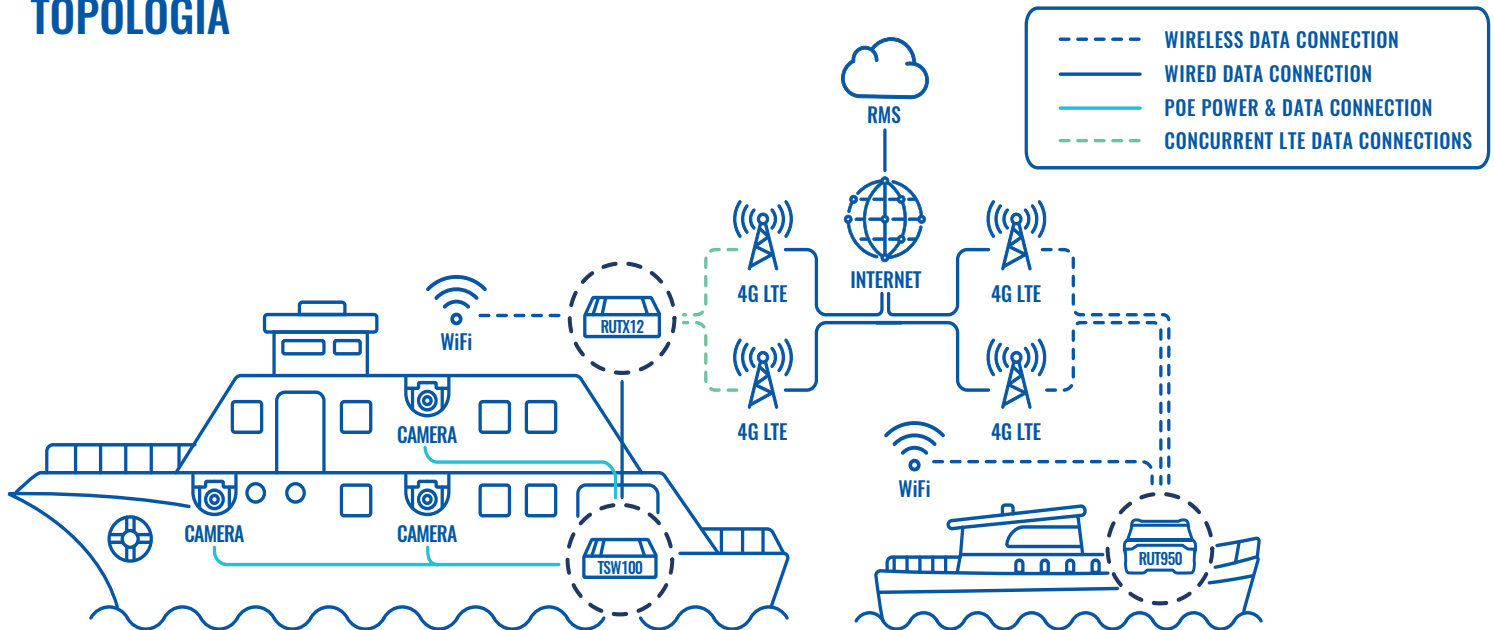 TOPOLOGIA
WIRELESS DATA CONNECTION
WIRED DATA CONNECTION
POE POWER & DATA CONNECTION
CONCURRENT LTE DATA CONNECTIONS
RMS
INTERNET
4G LTE
4G LTE
RUTX12
WiFi
4G LTE
4G LTE
CAMERA
WiFi
CAMERA
CAMERA
TSW100
RUT950